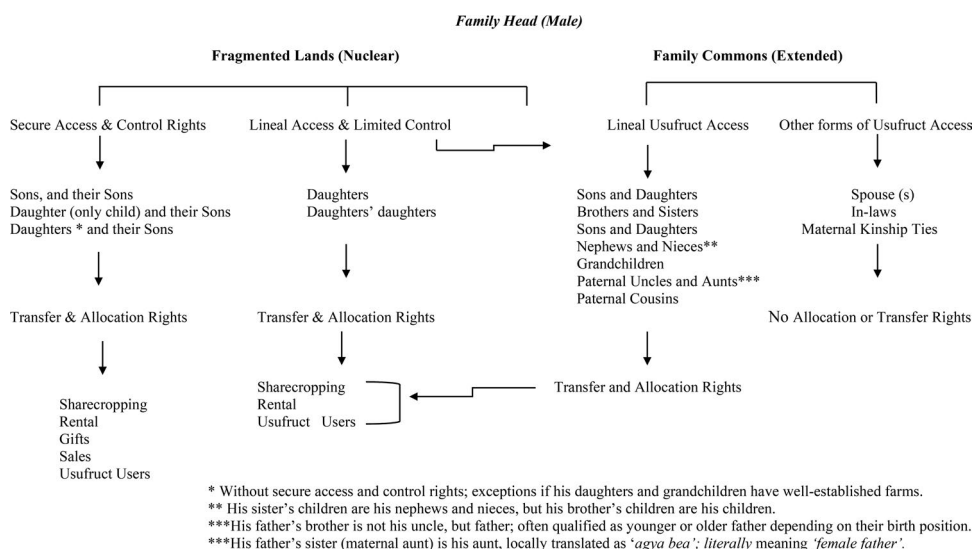 Family Head (Male)
Fragmented Lands (Nuclear)
Family Commons (Extended)
Secure Access & Control Rights
Lineal Access & Limited Control
Lineal Usufruct Access
Other forms of Usufruct Access
Sons, and their Sons
Daughter (only child) and their Sons
Daughters * and their Sons
Daughters
Daughters' daughters
Sons and Daughters
Brothers and Sisters
Sons and Daughters
Nephews and Nieces**
Grandchildren
Paternal Uncles and Aunts***
Paternal Cousins
Spouse (s)
In-laws
Maternal Kinship Ties
Transfer & Allocation Rights
Transfer & Allocation Rights
No Allocation or Transfer Rights
Transfer and Allocation Rights
Sharecropping
Rental
Gifts
Sales
Usufruct Users
Sharecropping
Rental
Usufruct Users
* Without secure access and control rights; exceptions if his daughters and grandchildren have well-established farms.
** His sister's children are his nephews and nieces, but his brother's children are his children.
***His father's brother is not his uncle, but father; often qualified as younger or older father depending on their birth position.
***His father's sister (maternal aunt) is his aunt, locally translated as 'agya bea'; literally meaning 'female father'.